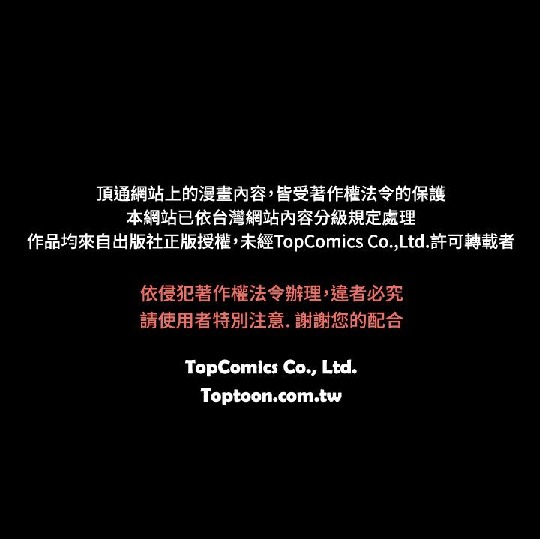 頂通網站上的漫畫內容,皆受著作權法令的保護
本網站已依台灣網站內容分級規定處理
作品均來自出版社正版授權,未經TopComics Co.,Ltd.許可轉載者
依侵犯著作權法令辦理,違者必究
請使用者特別注意. 謝謝您的配合
TopComics Co., Ltd.
Toptoon.com.tw